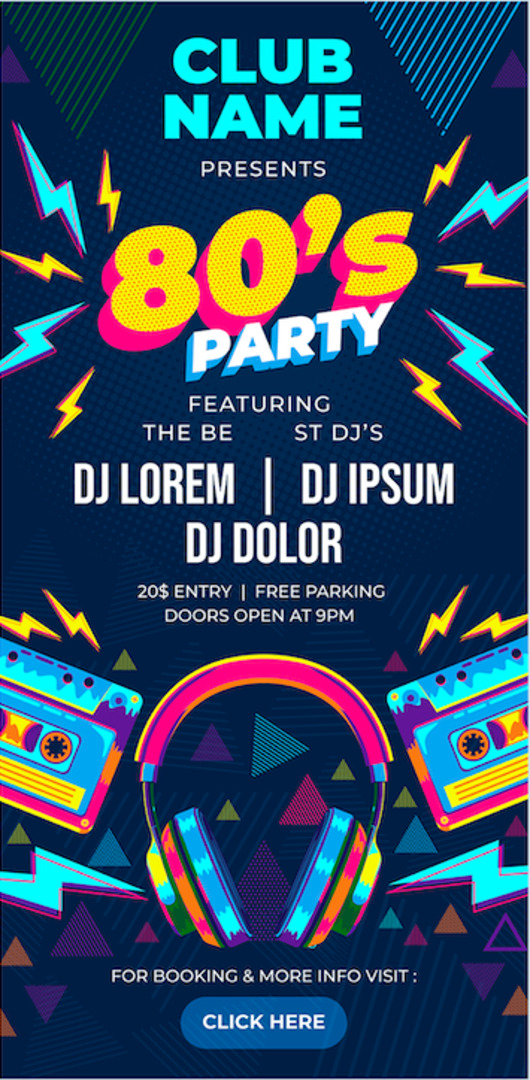 CLUB
NAME
PRESENTS
80's
PARTY
FEATURING
THE BE ST DJ'S
DJ LOREM | DJ IPSUM
DJ DOLOR
20$ ENTRY | FREE PARKING
DOORS OPEN AT 9PM
FOR BOOKING & MORE INFO VISIT :
CLICK HERE